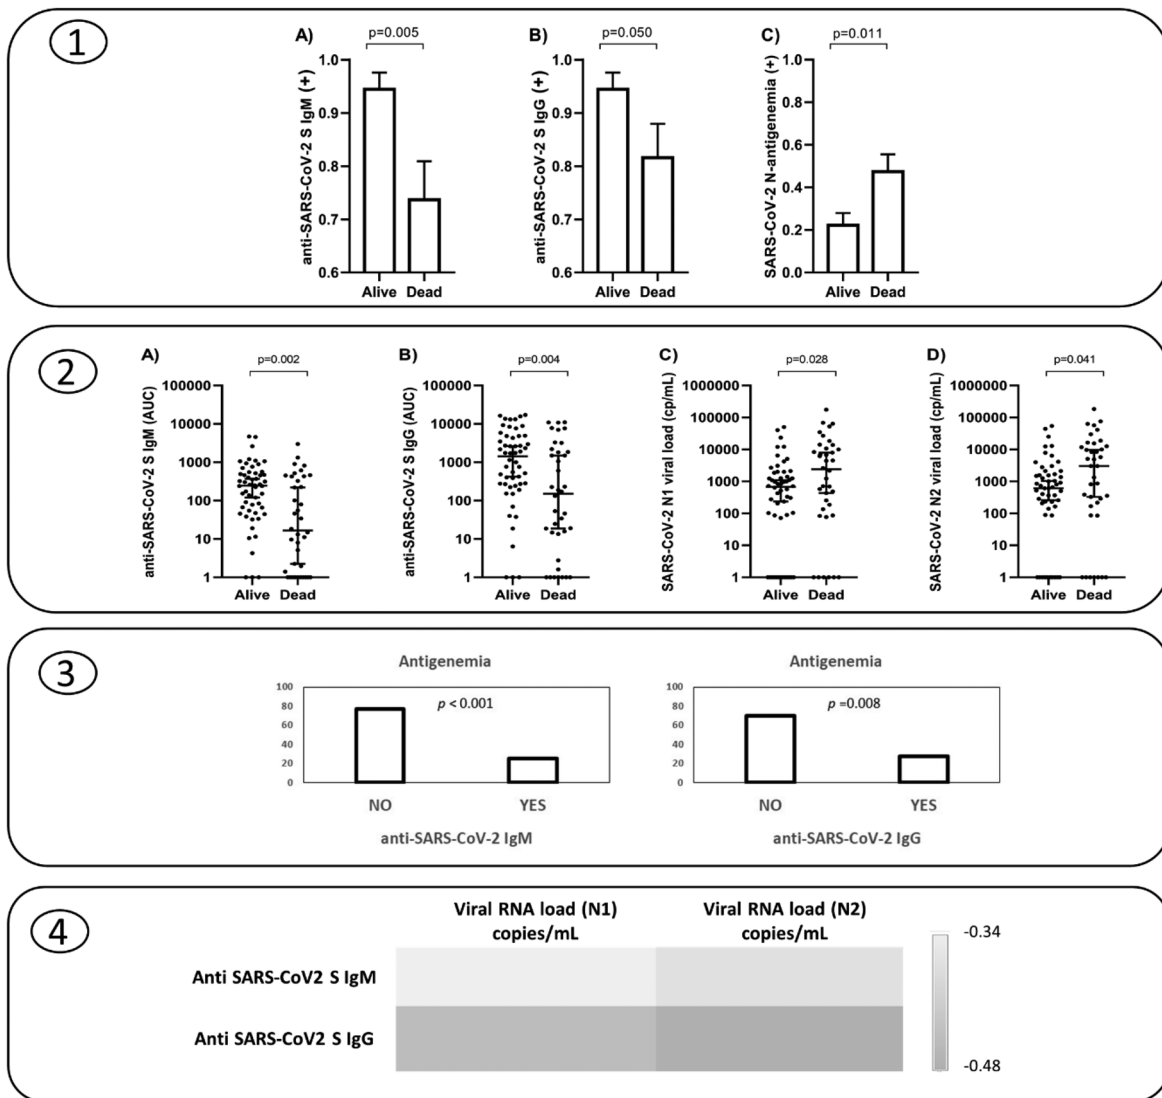 1
A)
p=0.005
anti-SARS-CoV-2 S IgM (+)
1.0
0.9
0.8
0.7
0.6
Alive Dead
B)
p=0.050
anti-SARS-CoV-2 S IgG (+)
1.0
0.9
0.8
0.7
0.6
Alive Dead
C)
p=0.011
SARS-CoV-2 N-antigenemia (+)
1.0
0.8
0.6
0.4
0.2
0.0
Alive Dead
2
A)
p=0.002
anti-SARS-CoV-2 S IgM (AUC)
100000
10000
1000
100
10
1
Alive Dead
B)
p=0.004
anti-SARS-CoV-2 S IgG (AUC)
100000
10000
1000
100
10
1
Alive Dead
C)
p=0.028
SARS-CoV-2 N1 viral load (cp/mL)
1000000
100000
10000
1000
100
10
1
Alive Dead
D)
p=0.041
SARS-CoV-2 N2 viral load (cp/mL)
1000000
100000
10000
1000
100
10
1
Alive Dead
3
Antigenemia
100
80
60
40
20
0
p < 0.001
NO YES
anti-SARS-CoV-2 IgM
Antigenemia
100
80
60
40
20
0
p =0.008
NO YES
anti-SARS-CoV-2 IgG
4
Viral RNA load (N1)
copies/mL
Viral RNA load (N2)
copies/mL
Anti SARS-CoV2 S IgM
Anti SARS-CoV2 S IgG
-0.34
-0.48